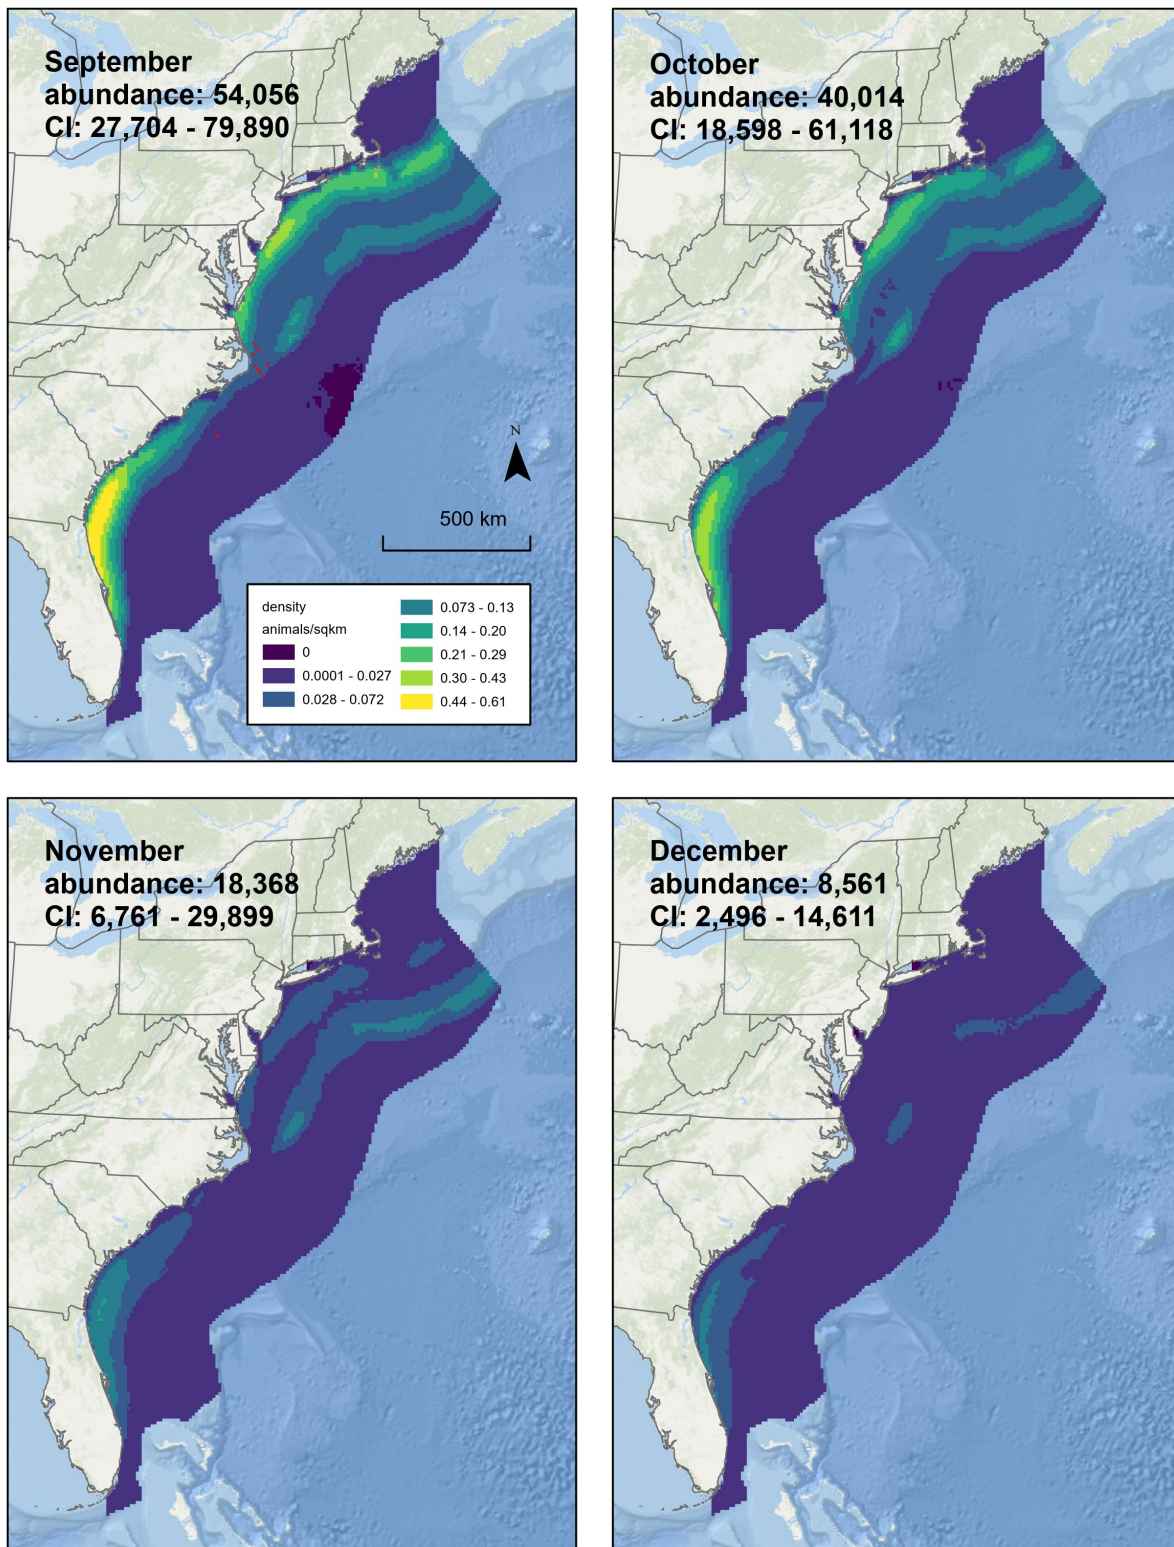 September
abundance: 54,056
CI: 27,704 - 79,890
N
500 km
density
animals/sqkm
0
0.0001 - 0.027
0.028 - 0.072
0.073 - 0.13
0.14 - 0.20
0.21 - 0.29
0.30 - 0.43
0.44 - 0.61
October
abundance: 40,014
CI: 18,598 - 61,118
November
abundance: 18,368
CI: 6,761 - 29,899
December
abundance: 8,561
CI: 2,496 - 14,611